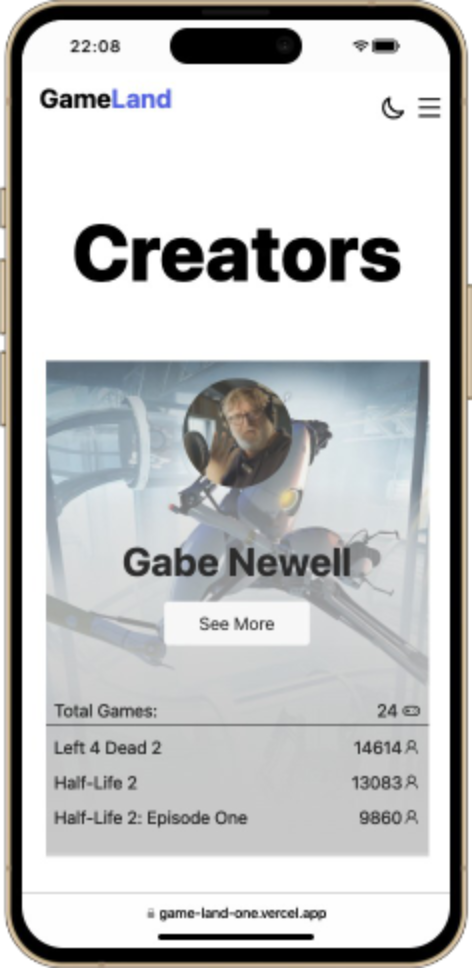 22:08
GameLand
Creators
Gabe Newell
See More
Total Games: 24
Left 4 Dead 2 14614
Half-Life 2 13083
Half-Life 2: Episode One 9860
game-land-one.vercel.app